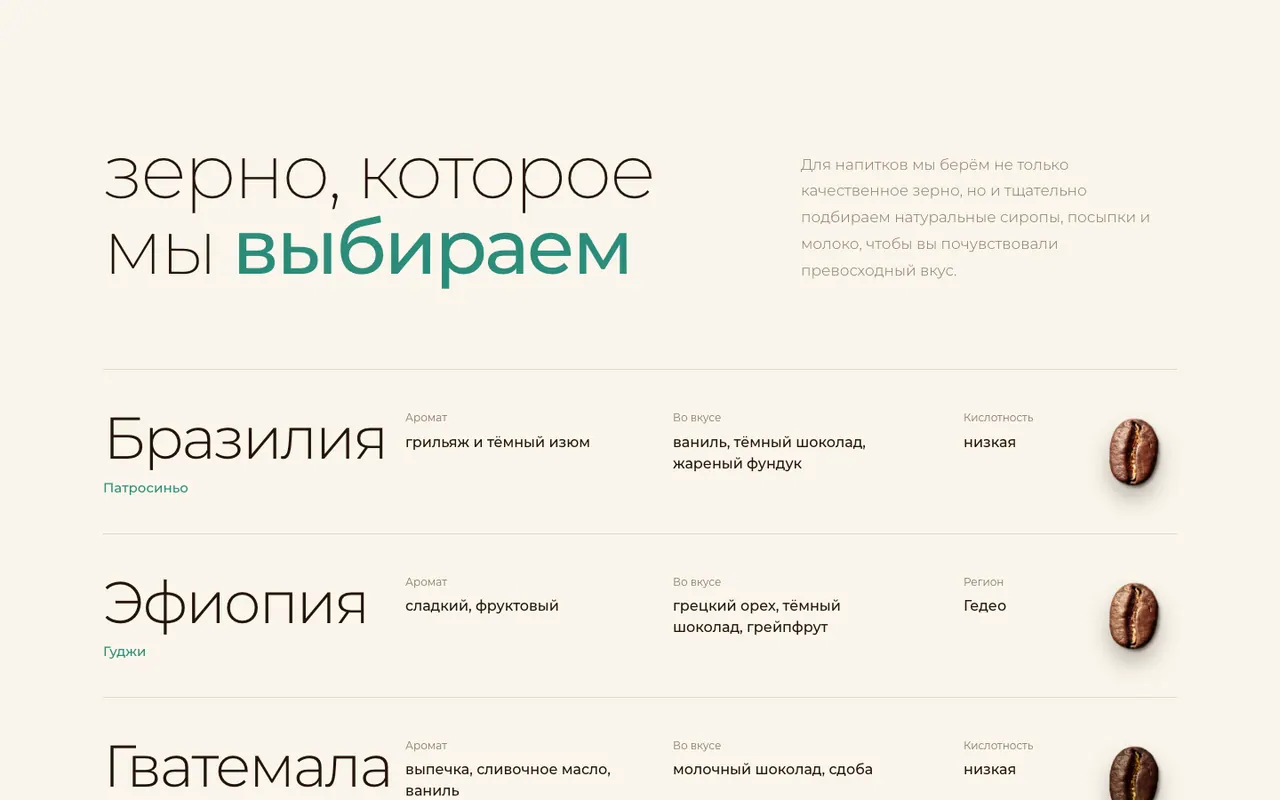 зерно, которое
мы выбираем
Для напитков мы берём не только
качественное зерно, но и тщательно
подбираем натуральные сиропы, посыпки и
молоко, чтобы вы почувствовали
превосходный вкус.
Бразилия
Патросиньо
Аромат
грильяж и тёмный изюм
Во вкусе
ваниль, тёмный шоколад,
жареный фундук
Кислотность
низкая
Эфиопия
Гуджи
Аромат
сладкий, фруктовый
Во вкусе
грецкий орех, тёмный
шоколад, грейпфрут
Регион
Гедео
Гватемала
Аромат
выпечка, сливочное масло,
ваниль
Во вкусе
молочный шоколад, сдоба
Кислотность
низкая